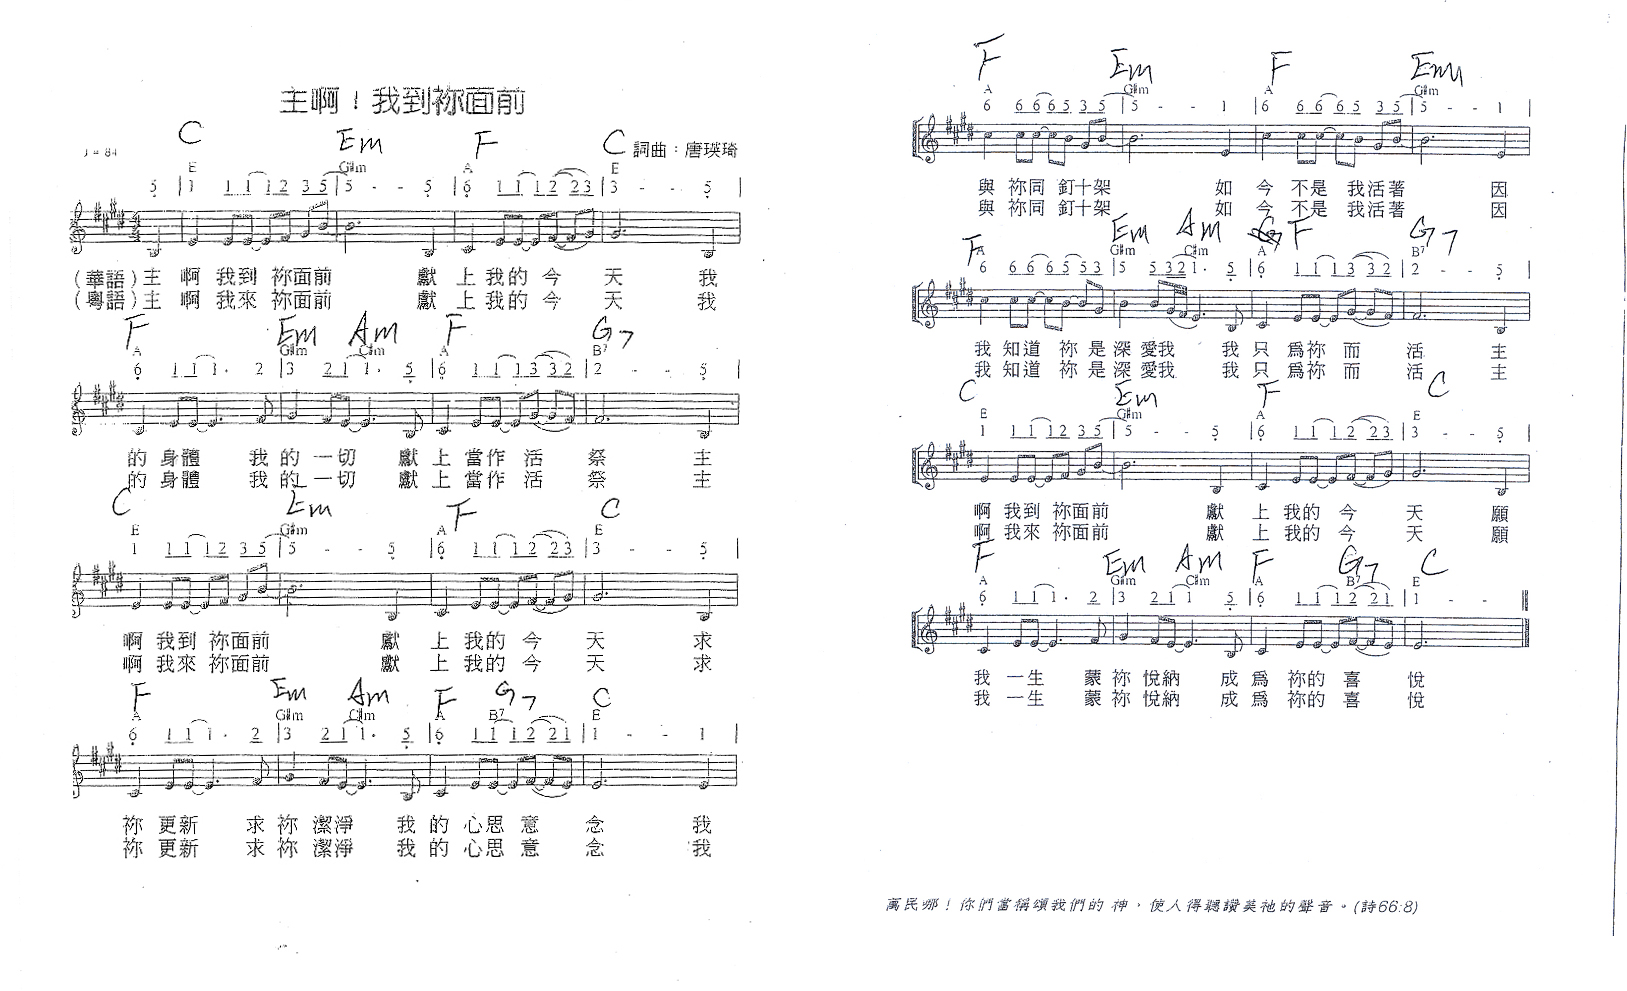 主啊！我到祢面前
C Em F C
♩= 84
詞曲：唐瑛琦
E G#m A E
5 | 1 1 1 1 2 3 5 | 5 - - 5 | 6 1 1 1 2 2 3 | 3 - - 5 |
(華語)主 啊 我到 祢面前 獻 上 我的 今 天 我
(粵語)主 啊 我來 祢面前 獻 上 我的 今 天 我
F Em Am F G7
A G#m C#m A B7
6 1 1 1· 2 | 3 2 1 1· 5 | 6 1 1 1 3 3 2 | 2 - - 5 |
的 身體 我 的 一切 獻 上 當作 活 祭 主
的 身體 我 的 一切 獻 上 當作 活 祭 主
C Em F C
E G#m A E
1 1 1 1 2 3 5 | 5 - - 5 | 6 1 1 1 2 2 3 | 3 - - 5 |
啊 我到 祢面前 獻 上 我的 今 天 求
啊 我來 祢面前 獻 上 我的 今 天 求
F Em Am F G7 C
A G#m C#m A B7 E
6 1 1 1· 2 | 3 2 1 1· 5 | 6 1 1 1 2 2 1 | 1 - - 1 |
祢 更新 求 祢 潔淨 我 的 心思 意 念 我
祢 更新 求 祢 潔淨 我 的 心思 意 念 我
F Em F Em
A G#m A G#m
6 6 6 6 5 3 5 | 5 - - 1 | 6 6 6 6 5 3 5 | 5 - - 1 |
與 祢同 釘十架 如 今 不是 我活著 因
與 祢同 釘十架 如 今 不是 我活著 因
F Em Am F G7
A G#m C#m A B7
6 6 6 6 5 5 3 | 5 5 3 2 1· 5 | 6 1 1 1 3 3 2 | 2 - - 5 |
我 知道 祢 是 深 愛我 我 只 為祢 而 活 主
我 知道 祢 是 深 愛我 我 只 為祢 而 活 主
C Em F C
E G#m A E
1 1 1 1 2 3 5 | 5 - - 5 | 6 1 1 1 2 2 3 | 3 - - 5 |
啊 我到 祢面前 獻 上 我的 今 天 願
啊 我來 祢面前 獻 上 我的 今 天 願
F Em Am F G7 C
A G#m C#m A B7 E
6 1 1 1· 2 | 3 2 1 1 5 | 6 1 1 1 2 2 1 | 1 - -
我 一生 蒙 祢 悅納 成 為 祢的 喜 悅
我 一生 蒙 祢 悅納 成 為 祢的 喜 悅
萬民哪！你們當稱頌我們的 神，使人得聽讚美祂的聲音。(詩66:8)